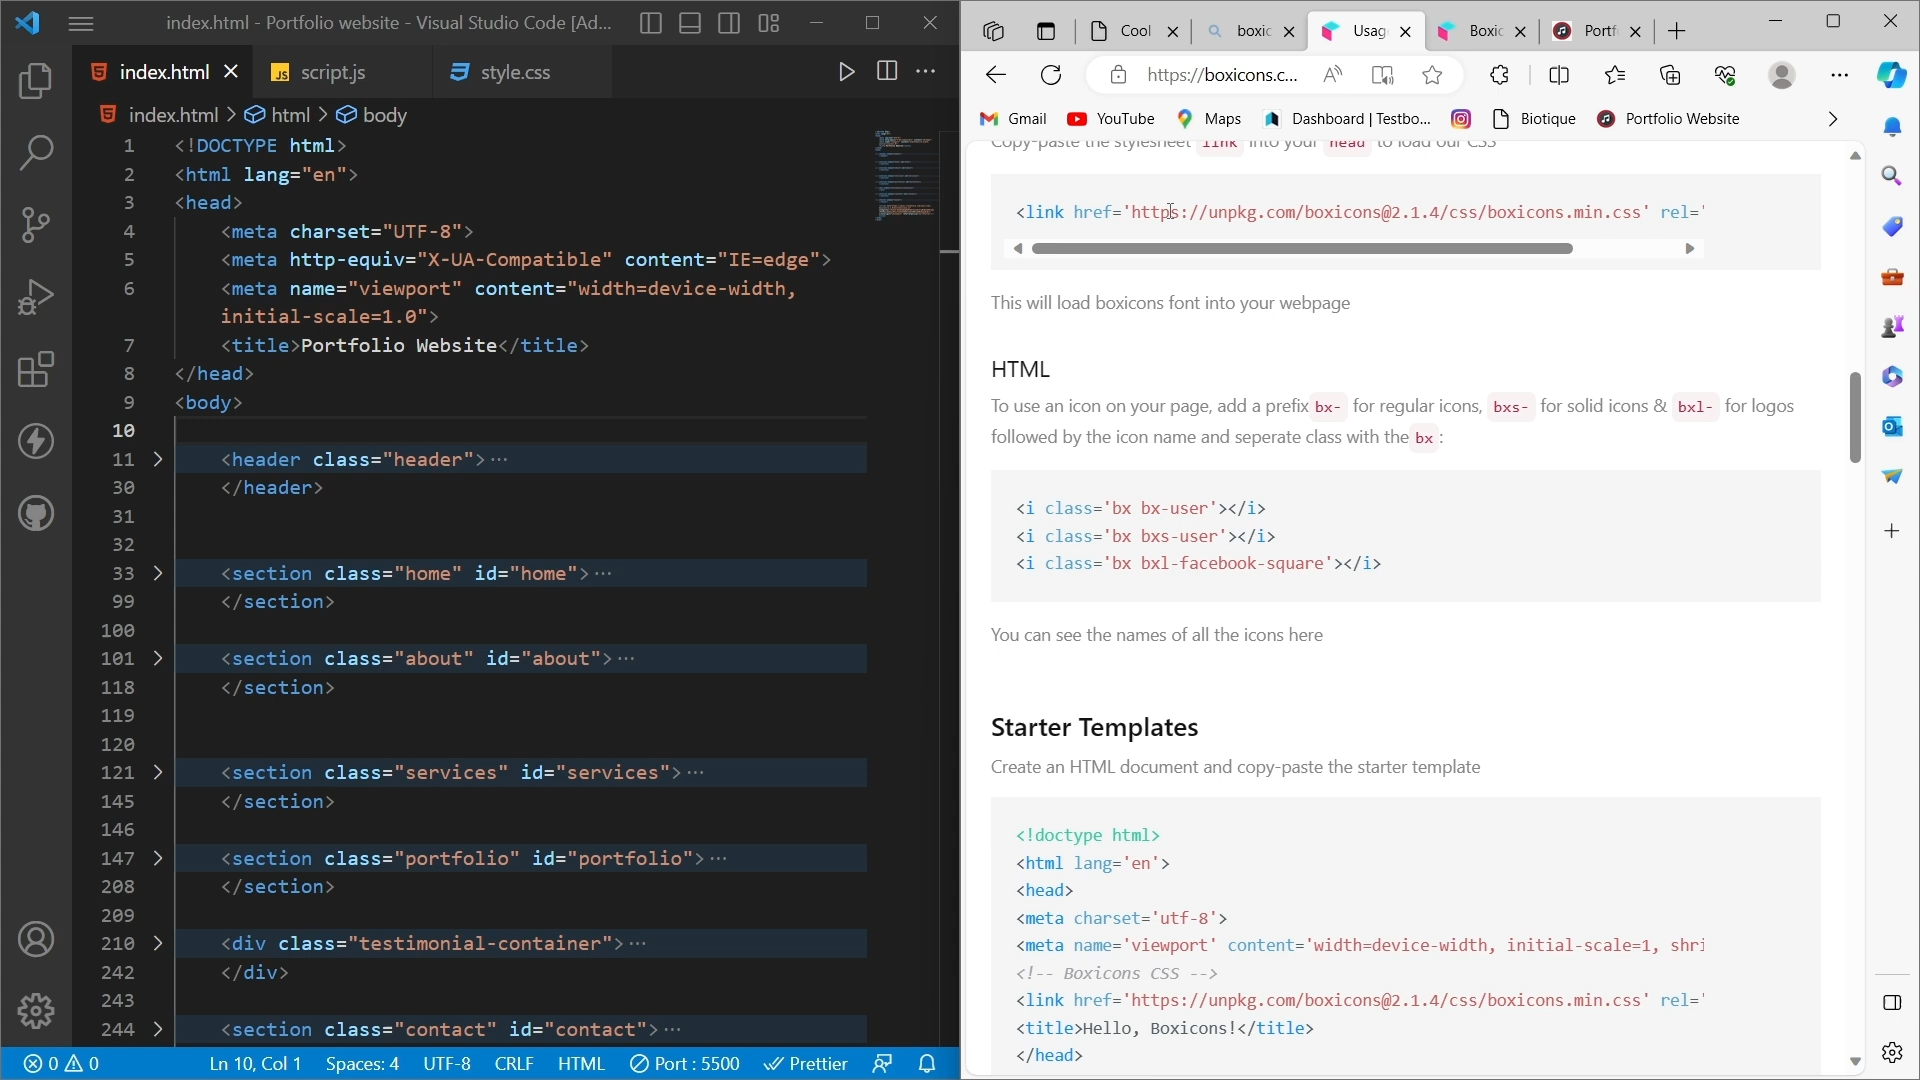 index.html - Portfolio website - Visual Studio Code [Ad...
index.html
script.js
style.css
index.html > html > body
1 <!DOCTYPE html>
2 <html lang="en">
3 <head>
4 <meta charset="UTF-8">
5 <meta http-equiv="X-UA-Compatible" content="IE=edge">
6 <meta name="viewport" content="width=device-width,
initial-scale=1.0">
7 <title>Portfolio Website</title>
8 </head>
9 <body>
10
11 <header class="header">...
30 </header>
31
32
33 <section class="home" id="home">...
99 </section>
100
101 <section class="about" id="about">...
118 </section>
119
120
121 <section class="services" id="services">...
145 </section>
146
147 <section class="portfolio" id="portfolio">...
208 </section>
209
210 <div class="testimonial-container">...
242 </div>
243
244 <section class="contact" id="contact">...
0 0 Ln 10, Col 1 Spaces: 4 UTF-8 CRLF HTML Port : 5500 Prettier
Cool
boxic
Usag
Boxic
Portf
https://boxicons.c...
Gmail YouTube Maps Dashboard | Testbo... Biotique Portfolio Website
Copy-paste the stylesheet link into your head to load our CSS
<link href='https://unpkg.com/boxicons@2.1.4/css/boxicons.min.css' rel='
This will load boxicons font into your webpage
HTML
To use an icon on your page, add a prefix bx- for regular icons, bxs- for solid icons & bxl- for logos
followed by the icon name and seperate class with the bx :
<i class='bx bx-user'></i>
<i class='bx bxs-user'></i>
<i class='bx bxl-facebook-square'></i>
You can see the names of all the icons here
Starter Templates
Create an HTML document and copy-paste the starter template
<!doctype html>
<html lang='en'>
<head>
<meta charset='utf-8'>
<meta name='viewport' content='width=device-width, initial-scale=1, shri
<!-- Boxicons CSS -->
<link href='https://unpkg.com/boxicons@2.1.4/css/boxicons.min.css' rel='
<title>Hello, Boxicons!</title>
</head>